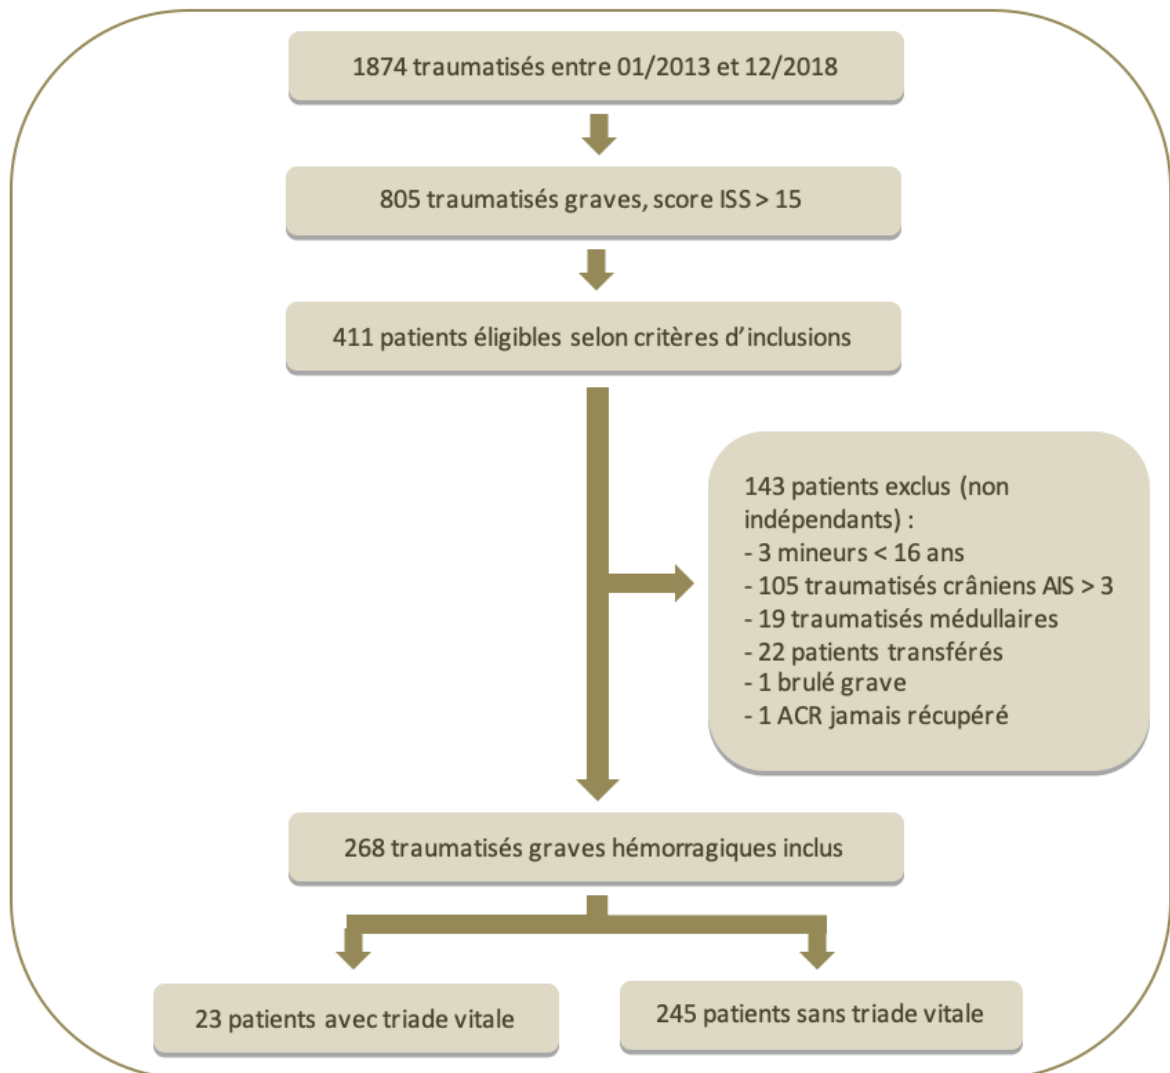 1874 traumatisés entre 01/2013 et 12/2018
805 traumatisés graves, score ISS > 15
411 patients éligibles selon critères d’inclusions
143 patients exclus (non
indépendants) :
- 3 mineurs < 16 ans
- 105 traumatisés crâniens AIS > 3
- 19 traumatisés médullaires
- 22 patients transférés
- 1 brulé grave
- 1 ACR jamais récupéré
268 traumatisés graves hémorragiques inclus
23 patients avec triade vitale
245 patients sans triade vitale